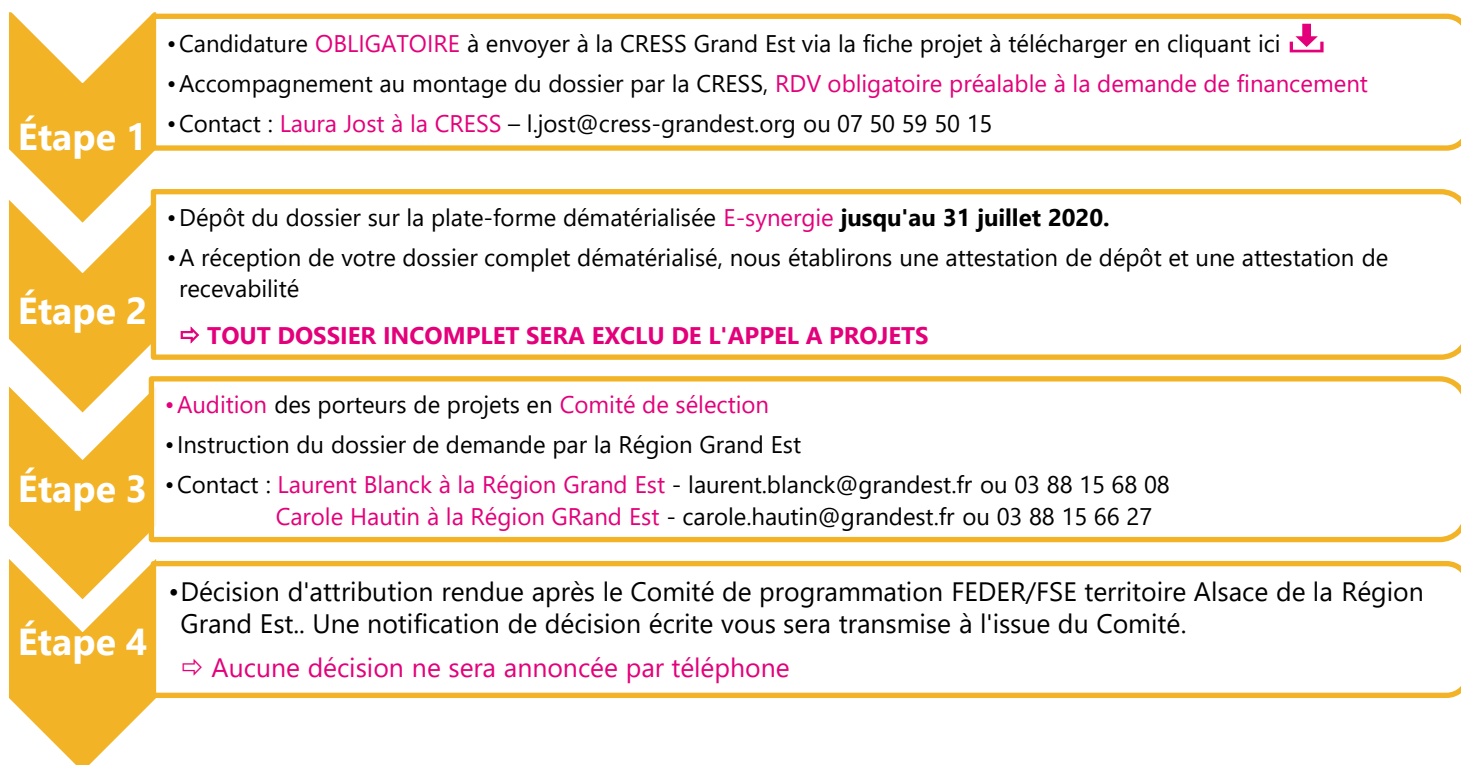 Étape 1
•Candidature OBLIGATOIRE à envoyer à la CRESS Grand Est via la fiche projet à télécharger en cliquant ici
•Accompagnement au montage du dossier par la CRESS, RDV obligatoire préalable à la demande de financement
•Contact : Laura Jost à la CRESS – l.jost@cress-grandest.org ou 07 50 59 50 15
Étape 2
•Dépôt du dossier sur la plate-forme dématérialisée E-synergie jusqu'au 31 juillet 2020.
•A réception de votre dossier complet dématérialisé, nous établirons une attestation de dépôt et une attestation de
recevabilité
⇨ TOUT DOSSIER INCOMPLET SERA EXCLU DE L'APPEL A PROJETS
Étape 3
•Audition des porteurs de projets en Comité de sélection
•Instruction du dossier de demande par la Région Grand Est
•Contact : Laurent Blanck à la Région Grand Est - laurent.blanck@grandest.fr ou 03 88 15 68 08
Carole Hautin à la Région GRand Est - carole.hautin@grandest.fr ou 03 88 15 66 27
Étape 4
•Décision d'attribution rendue après le Comité de programmation FEDER/FSE territoire Alsace de la Région
Grand Est.. Une notification de décision écrite vous sera transmise à l'issue du Comité.
⇨ Aucune décision ne sera annoncée par téléphone